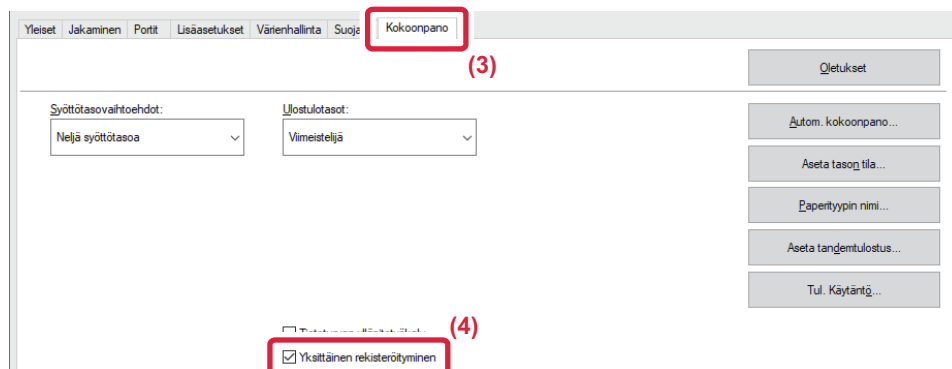 Yleiset Jakaminen Portit Lisäasetukset Värienhallinta Suoja Kokoonpano
(3)
Oletukset
Syöttötasovaihtoehdot: Ulostulotasot:
Neljä syöttötasoa Viimeistelijä
Autom. kokoonpano...
Aseta tason tila...
Paperityypin nimi...
Aseta tandemtulostus...
Tul. Käytäntö...
(4)
Yksittäinen rekisteröityminen